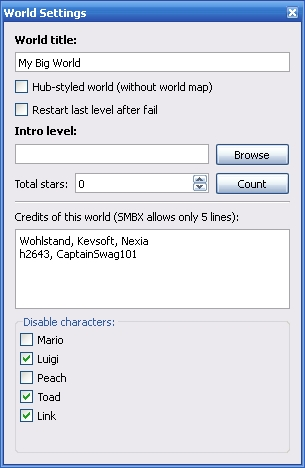 World Settings
World title:
My Big World
Hub-styled world (without world map)
Restart last level after fail
Intro level:
Browse
Total stars: 0 Count
Credits of this world (SMBX allows only 5 lines):
Wohlstand, Kevsoft, Nexia
h2643, CaptainSwag101
Disable characters:
Mario
Luigi
Peach
Toad
Link